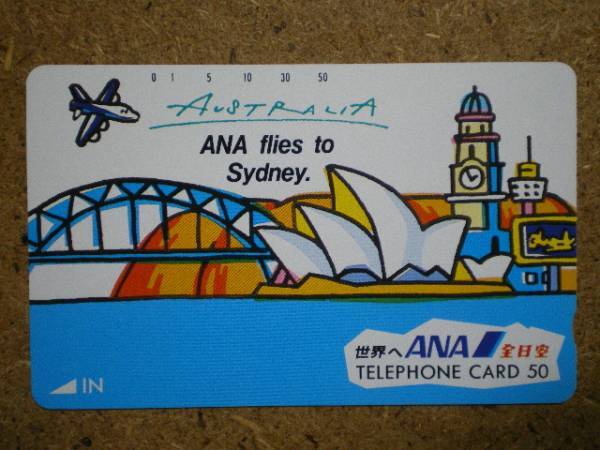 0 1 5 10 30 50
AUSTRALIA
ANA flies to
Sydney.
世界へ ANA 全日空
TELEPHONE CARD 50
IN